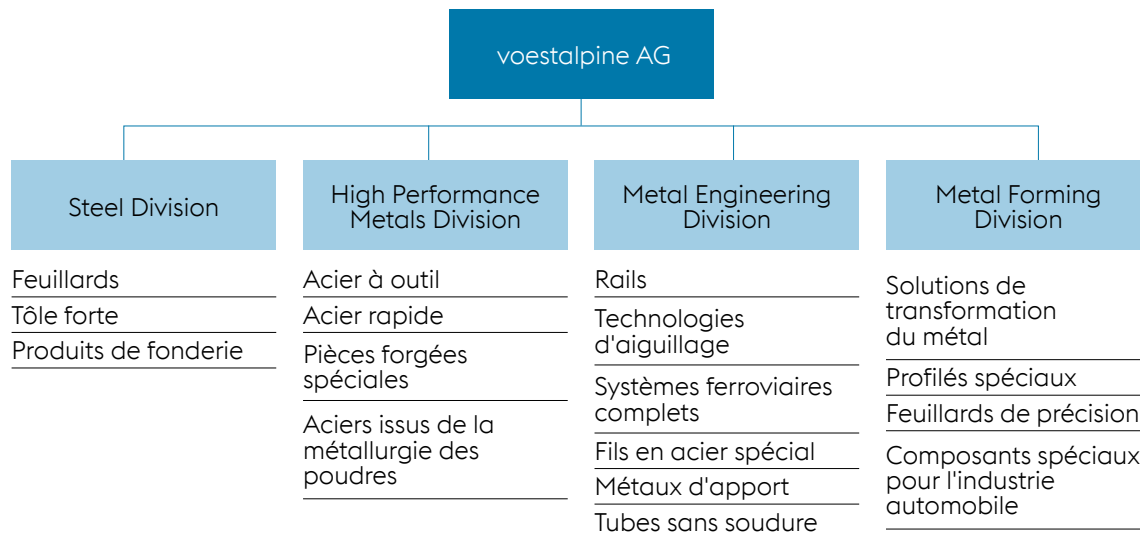 voestalpine AG
Steel Division
Feuillards
Tôle forte
Produits de fonderie
High Performance
Metals Division
Acier à outil
Acier rapide
Pièces forgées
spéciales
Aciers issus de la
métallurgie des
poudres
Metal Engineering
Division
Rails
Technologies
d'aiguillage
Systèmes ferroviaires
complets
Fils en acier spécial
Métaux d'apport
Tubes sans soudure
Metal Forming
Division
Solutions de
transformation
du métal
Profilés spéciaux
Feuillards de précision
Composants spéciaux
pour l'industrie
automobile